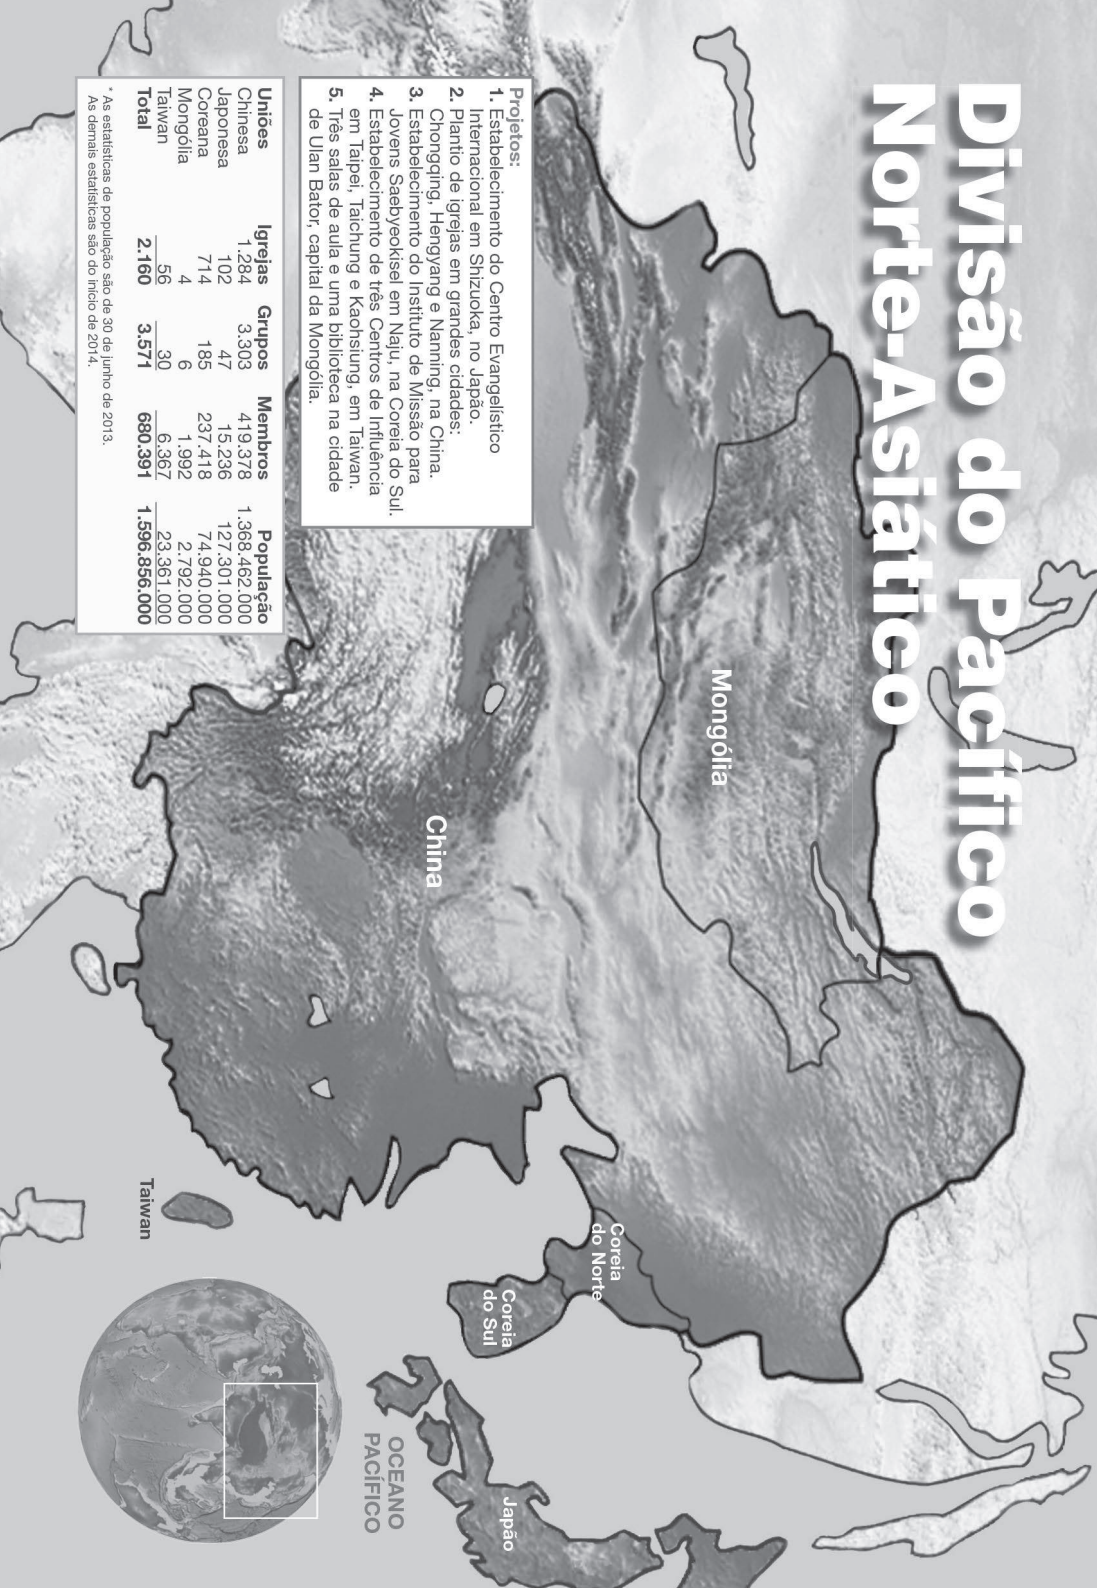 Divisão do Pacífico
Norte-Asiático
Mongólia
China
Coreia
do Norte
Coreia
do Sul
Japão
Taiwan
OCEANO
PACÍFICO
Projetos:
1. Estabelecimento do Centro Evangelístico
Internacional em Shizuoka, no Japão.
2. Plantio de igrejas em grandes cidades:
Chongqing, Hengyang e Nanning, na China.
3. Estabelecimento do Instituto de Missão para
Jovens Saebyeokisel em Naju, na Coreia do Sul.
4. Estabelecimento de três Centros de Influência
em Taipei, Taichung e Kaohsiung, em Taiwan.
5. Três salas de aula e uma biblioteca na cidade
de Ulan Bator, capital da Mongólia.
Uniões Igrejas Grupos Membros População
Chinesa 1.284 3.303 419.378 1.368.462.000
Japonesa 102 47 15.236 127.301.000
Coreana 714 185 237.418 74.940.000
Mongólia 4 6 1.992 2.792.000
Taiwan 56 30 6.367 23.361.000
Total 2.160 3.571 680.391 1.596.856.000
* As estatísticas de população são de 30 de junho de 2013.
As demais estatísticas são do início de 2014.